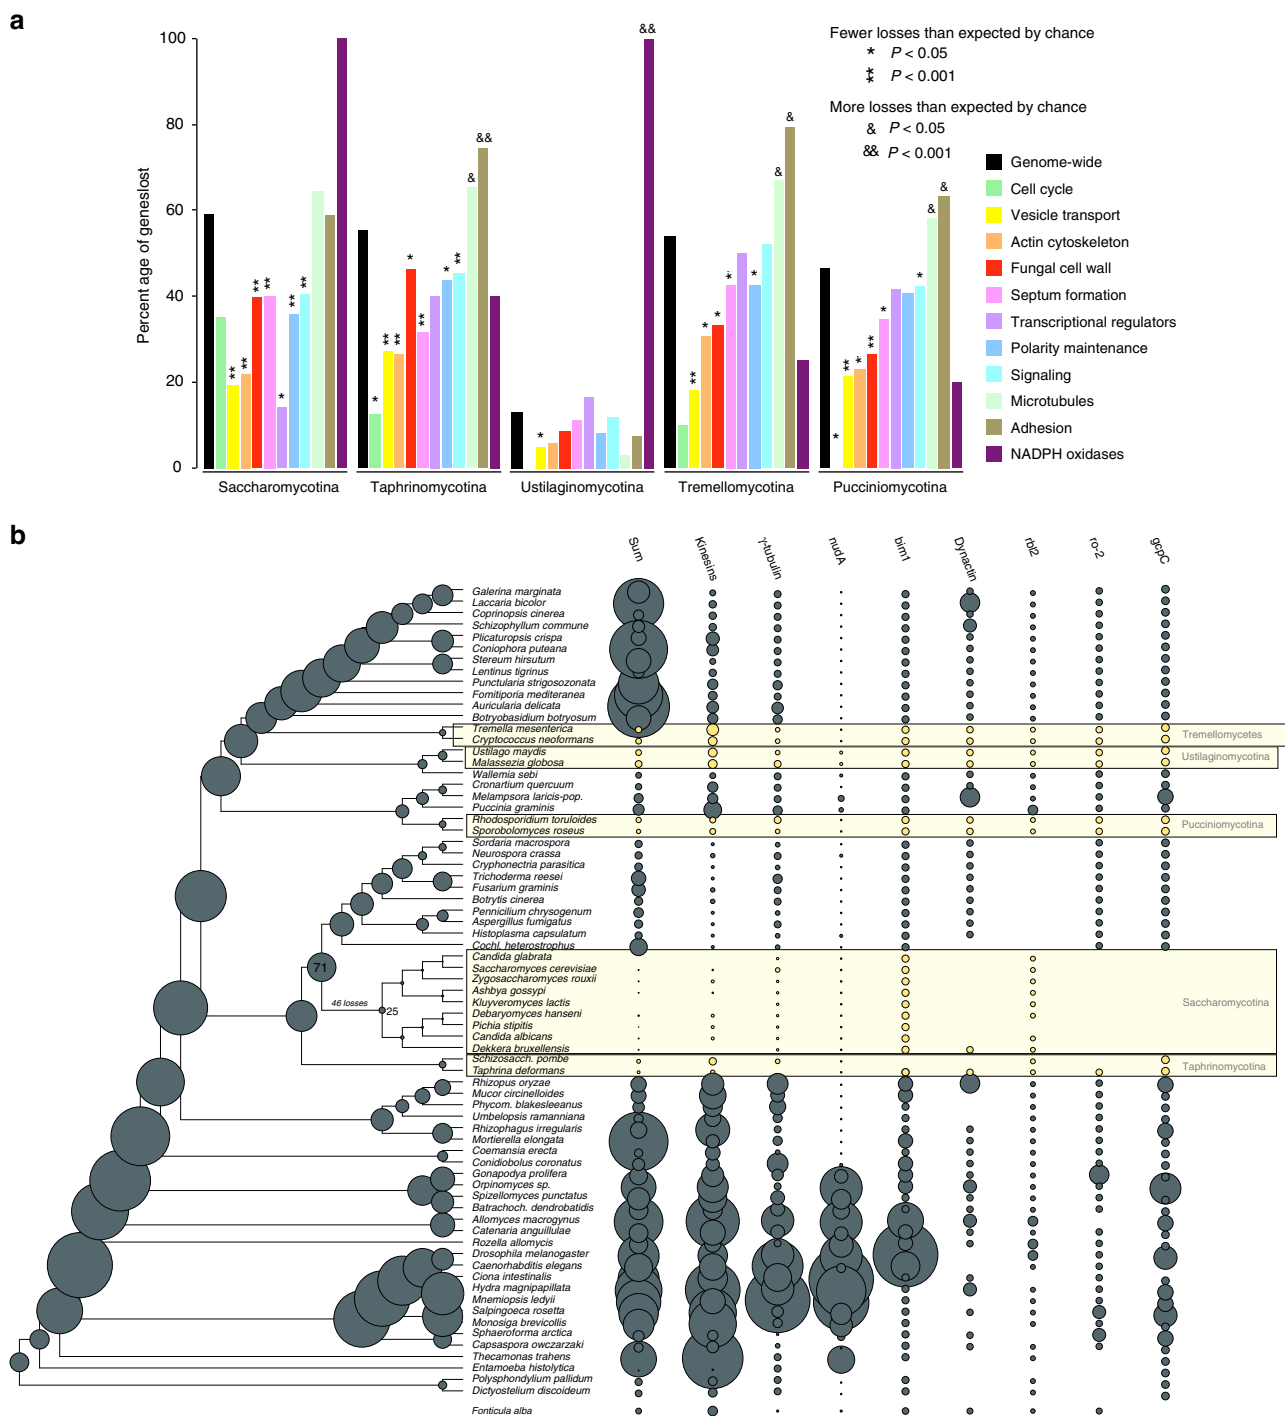 a
Fewer losses than expected by chance
* P < 0.05
** P < 0.001
More losses than expected by chance
& P < 0.05
&& P < 0.001
Percent age of geneslost
100
80
60
40
20
0
** ** ** ** * ** **
* ** ** * ** * ** & &&
* &&
** * * * * & &
* ** * ** * * & &
Saccharomycotina
Taphrinomycotina
Ustilaginomycotina
Tremellomycotina
Pucciniomycotina
Genome-wide
Cell cycle
Vesicle transport
Actin cytoskeleton
Fungal cell wall
Septum formation
Transcriptional regulators
Polarity maintenance
Signaling
Microtubules
Adhesion
NADPH oxidases
b
Sum
Kinesins
γ-tubulin
nudA
bim1
Dynactin
rbl2
ro-2
gcpC
Galerina marginata
Laccaria bicolor
Coprinopsis cinerea
Schizophyllum commune
Plicaturopsis crispa
Coniophora puteana
Stereum hirsutum
Lentinus tigrinus
Punctularia strigosozonata
Fomitiporia mediteranea
Auricularia delicata
Botryobasidium botryosum
Tremella mesenterica
Cryptococcus neoformans
Tremellomycetes
Ustilago maydis
Malassezia globosa
Ustilaginomycotina
Wallemia sebi
Cronartium quercuum
Melampsora laricis-pop.
Puccinia graminis
Rhodosporidium toruloides
Sporobolomyces roseus
Pucciniomycotina
Sordaria macrospora
Neurospora crassa
Cryphonectria parasitica
Trichoderma reesei
Fusarium graminis
Botrytis cinerea
Pennicilium chrysogenum
Aspergillus fumigatus
Histoplasma capsulatum
Cochl. heterostrophus
71
46 losses
25
Candida glabrata
Saccharomyces cerevisiae
Zygosaccharomyces rouxii
Ashbya gossypi
Kluyveromyces lactis
Debaryomyces hanseni
Pichia stipitis
Candida albicans
Dekkera bruxellensis
Saccharomycotina
Schizosacch. pombe
Taphrina deformans
Taphrinomycotina
Rhizopus oryzae
Mucor circinelloides
Phycom. blakesleeanus
Umbelopsis ramanniana
Rhizophagus irregularis
Mortierella elongata
Coemansia erecta
Conidiobolus coronatus
Gonapodya prolifera
Orpinomyces sp.
Spizellomyces punctatus
Batrachoch. dendrobatidis
Allomyces macrogynus
Catenaria anguillulae
Rozella allomycis
Drosophila melanogaster
Caenorhabditis elegans
Ciona intestinalis
Hydra magnipapillata
Mnemiopsis ledyii
Salpingoeca rosetta
Monosiga brevicollis
Sphaeroforma arctica
Capsaspora owczarzaki
Thecamonas trahens
Entamoeba histolytica
Polysphondylium pallidum
Dictyostelium discoideum
Fonticula alba